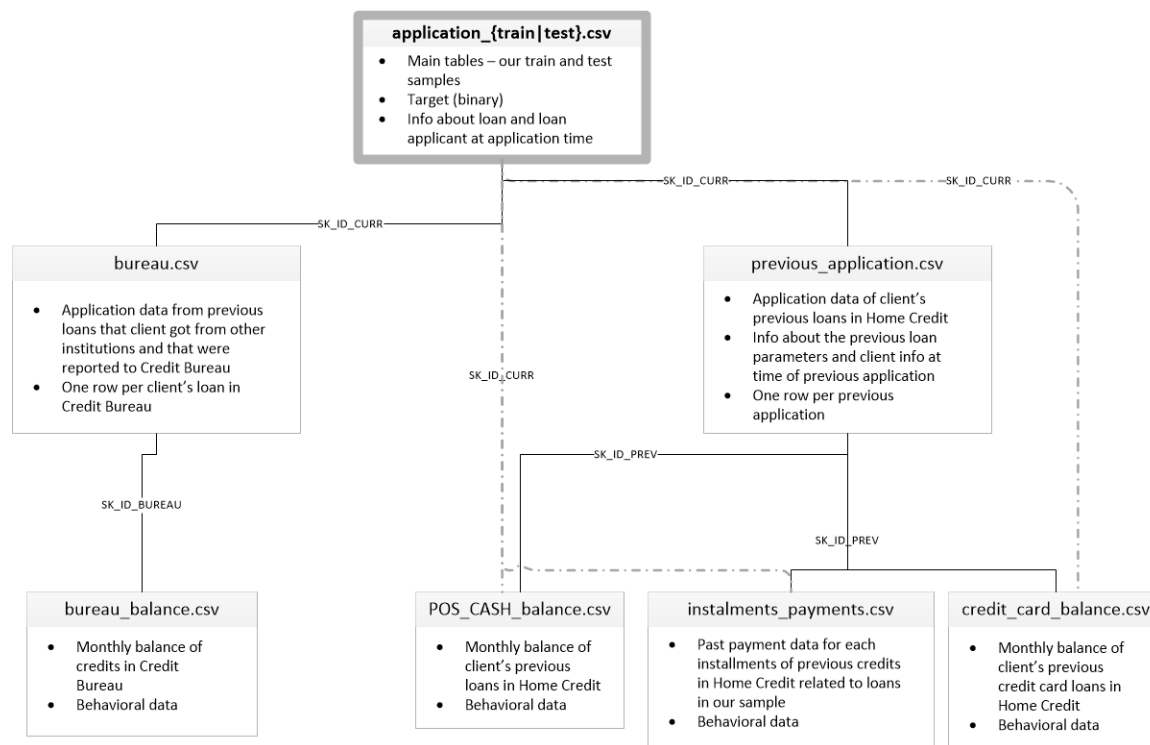 application_{train|test}.csv
• Main tables – our train and test
samples
• Target (binary)
• Info about loan and loan
applicant at application time
SK_ID_CURR
SK_ID_CURR
SK_ID_CURR
bureau.csv
• Application data from previous
loans that client got from other
institutions and that were
reported to Credit Bureau
• One row per client's loan in
Credit Bureau
previous_application.csv
• Application data of client's
previous loans in Home Credit
• Info about the previous loan
parameters and client info at
time of previous application
• One row per previous
application
SK_ID_CURR
SK_ID_PREV
SK_ID_BUREAU
SK_ID_PREV
bureau_balance.csv
• Monthly balance of
credits in Credit
Bureau
• Behavioral data
POS_CASH_balance.csv
• Monthly balance of
client's previous
loans in Home Credit
• Behavioral data
instalments_payments.csv
• Past payment data for each
installments of previous credits
in Home Credit related to loans
in our sample
• Behavioral data
credit_card_balance.csv
• Monthly balance of
client's previous
credit card loans in
Home Credit
• Behavioral data